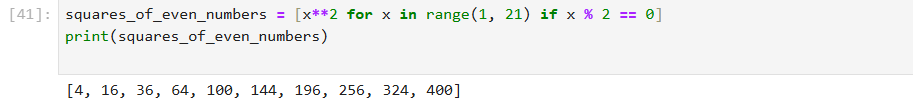 [41]: squares_of_even_numbers = [x**2 for x in range(1, 21) if x % 2 == 0]
print(squares_of_even_numbers)
[4, 16, 36, 64, 100, 144, 196, 256, 324, 400]